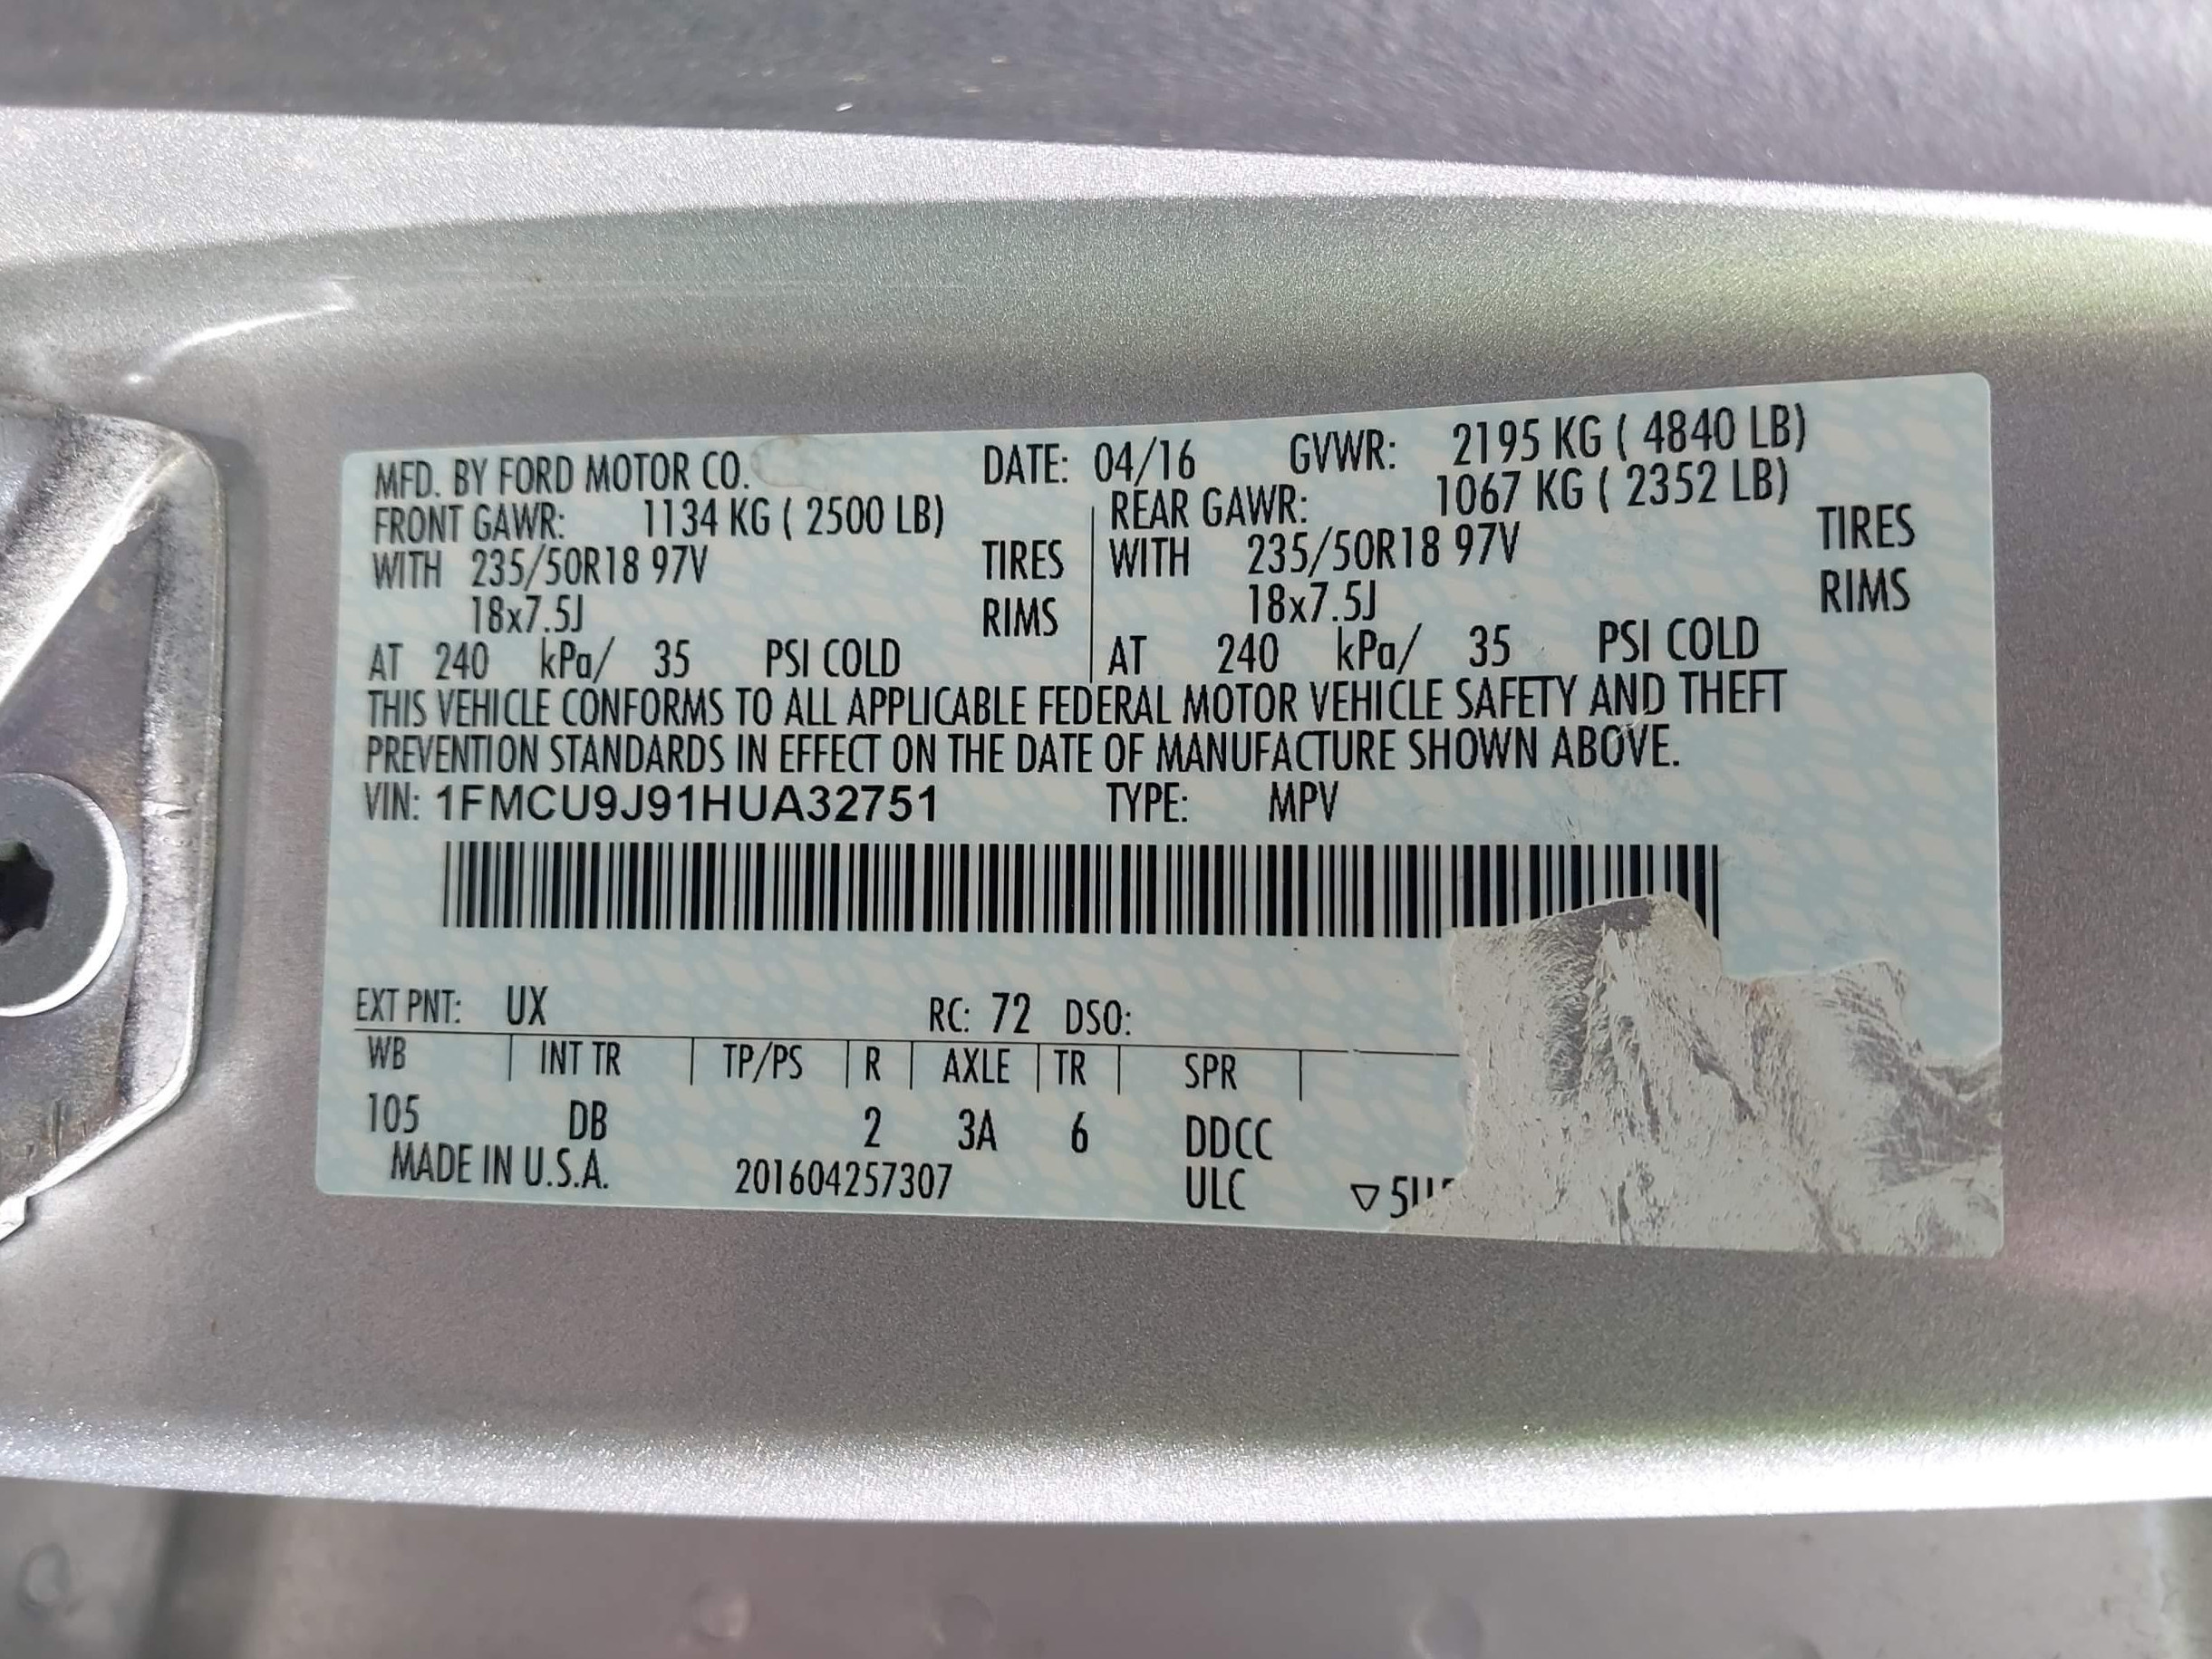 MFD. BY FORD MOTOR CO. DATE: 04/16 GVWR: 2195 KG ( 4840 LB)
FRONT GAWR: 1134 KG ( 2500 LB) REAR GAWR: 1067 KG ( 2352 LB)
WITH 235/50R18 97V TIRES WITH 235/50R18 97V TIRES
18x7.5J RIMS 18x7.5J RIMS
AT 240 kPa/ 35 PSI COLD AT 240 kPa/ 35 PSI COLD
THIS VEHICLE CONFORMS TO ALL APPLICABLE FEDERAL MOTOR VEHICLE SAFETY AND THEFT
PREVENTION STANDARDS IN EFFECT ON THE DATE OF MANUFACTURE SHOWN ABOVE.
VIN: 1FMCU9J91HUA32751 TYPE: MPV
EXT PNT: UX RC: 72 DSO:
WB INT TR TP/PS R AXLE TR SPR
105 DB 2 3A 6 DDCC
MADE IN U.S.A. 201604257307 ULC